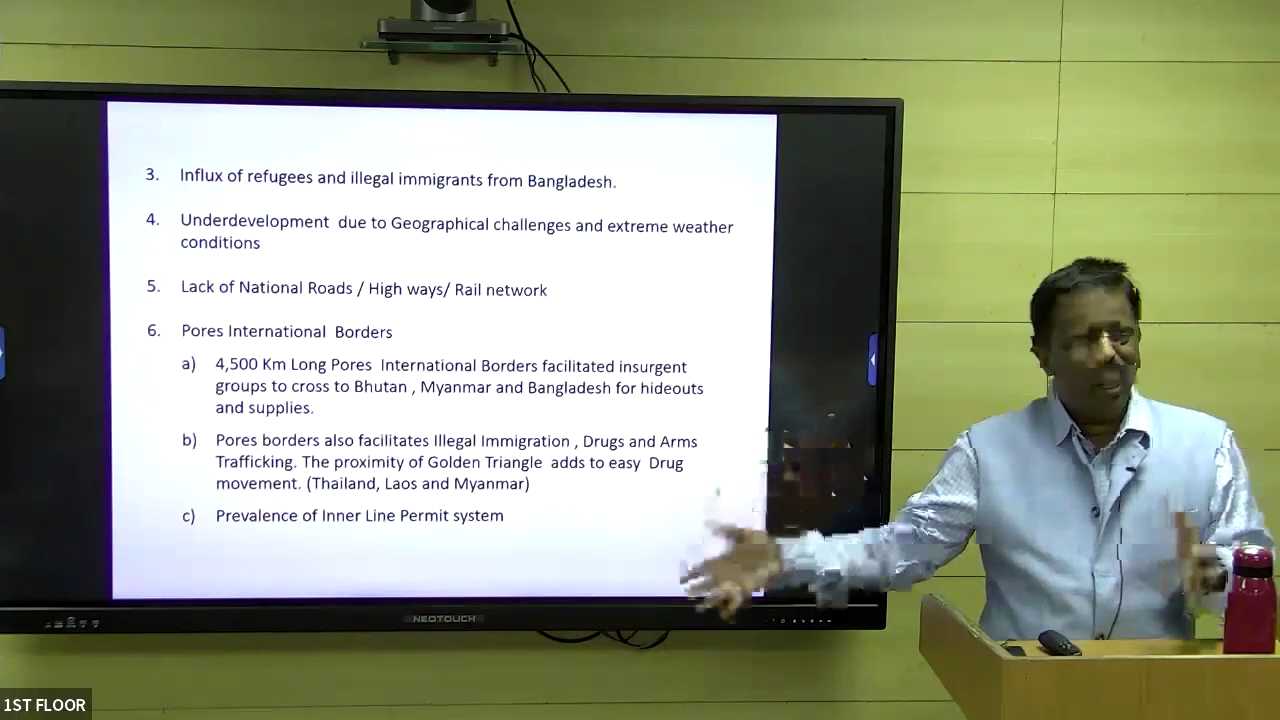 3. Influx of refugees and illegal immigrants from Bangladesh.
4. Underdevelopment due to Geographical challenges and extreme weather
conditions
5. Lack of National Roads / High ways/ Rail network
6. Pores International Borders
a) 4,500 Km Long Pores International Borders facilitated insurgent
groups to cross to Bhutan , Myanmar and Bangladesh for hideouts
and supplies.
b) Pores borders also facilitates Illegal Immigration , Drugs and Arms
Trafficking. The proximity of Golden Triangle adds to easy Drug
movement. (Thailand, Laos and Myanmar)
c) Prevalence of Inner Line Permit system
NEOTOUCH
1ST FLOOR